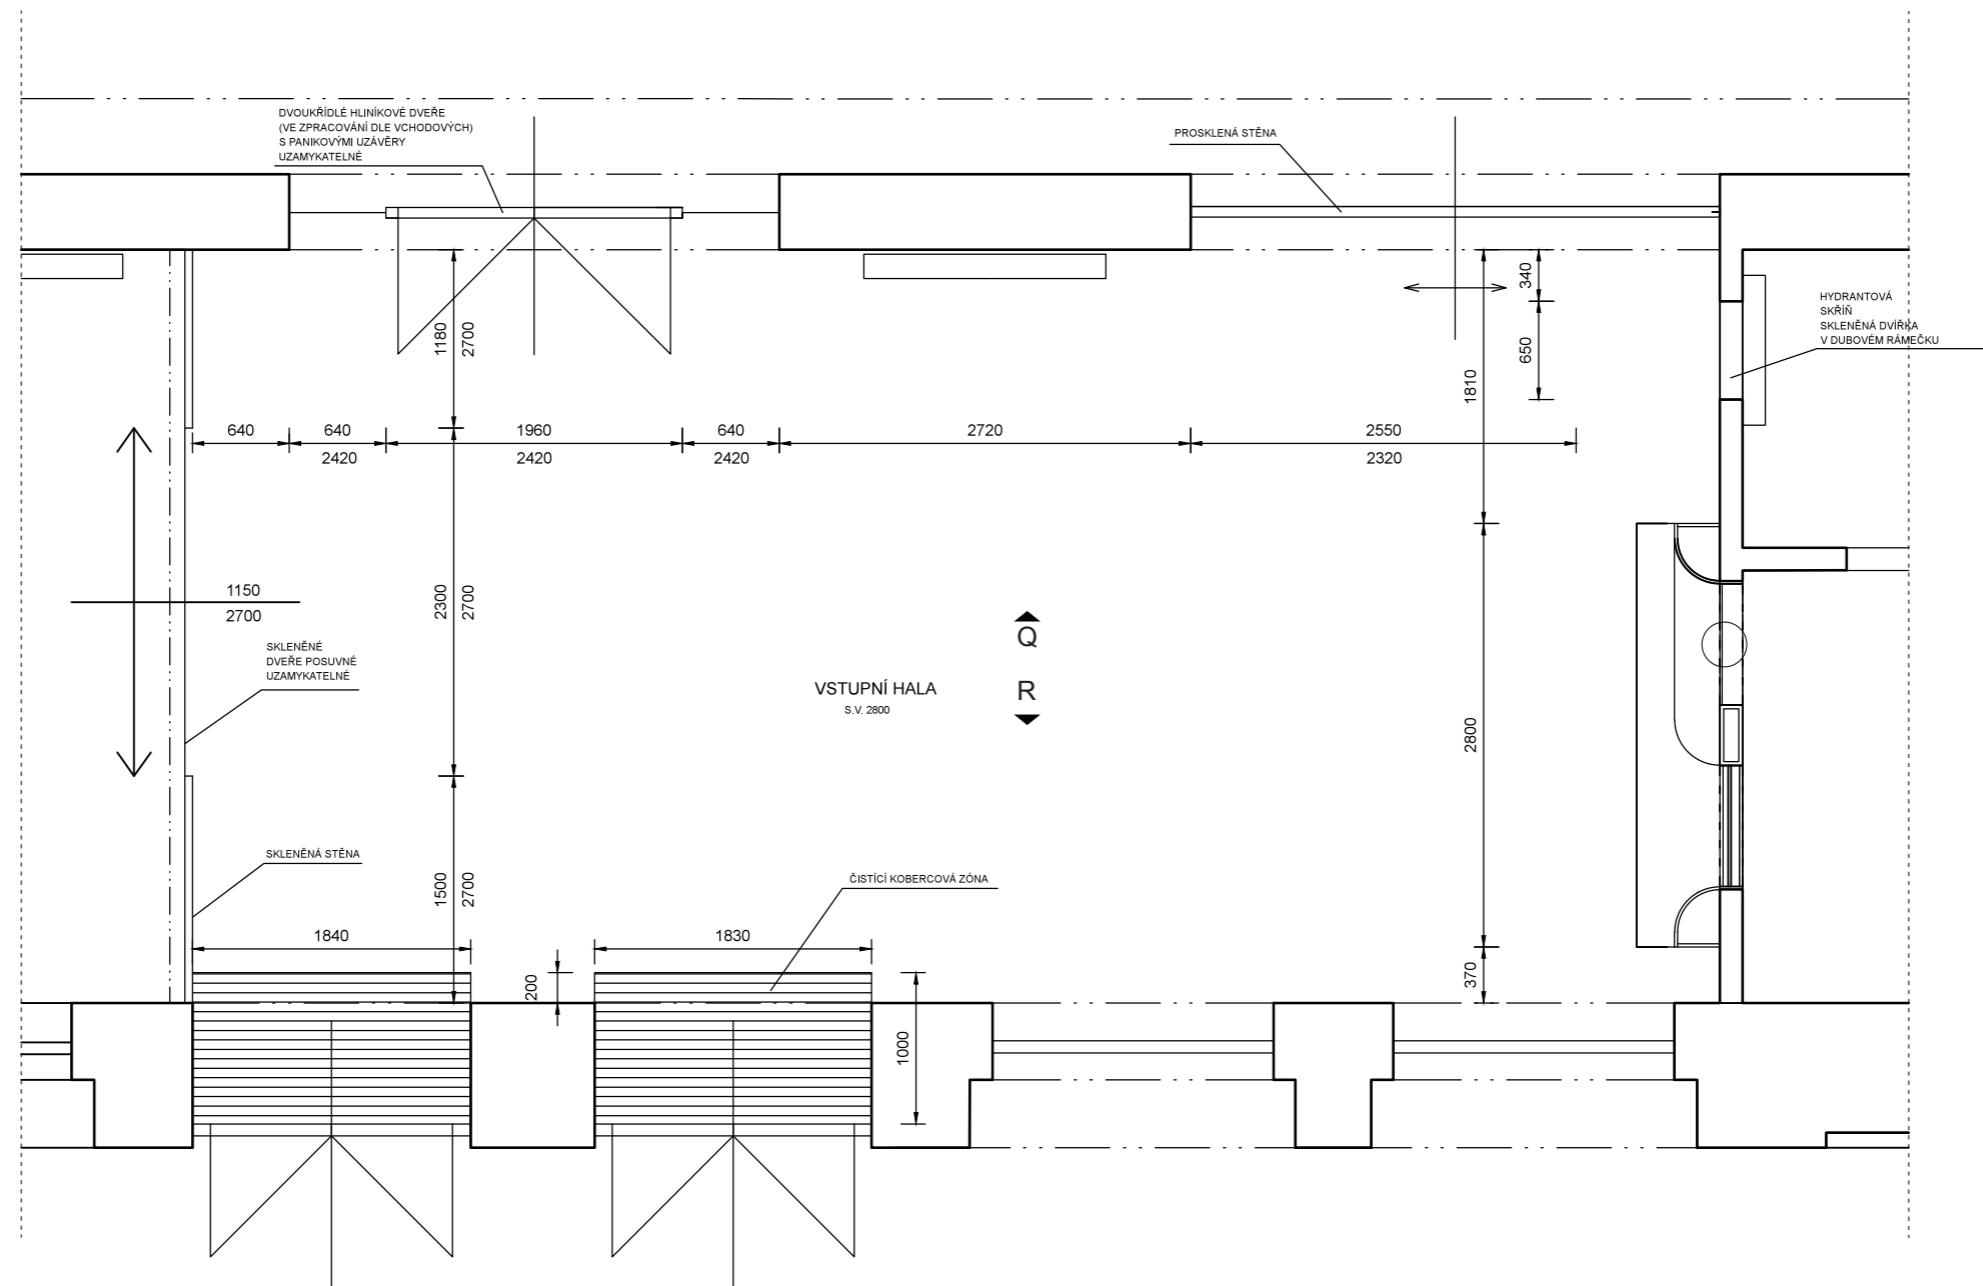 DVOUKŘÍDLÉ HLINÍKOVÉ DVEŘE
(VE ZPRACOVÁNÍ DLE VCHODOVÝCH)
S PANIKOVÝMI UZÁVĚRY
UZAMYKATELNÉ
PROSKLENÁ STĚNA
HYDRANTOVÁ
SKŘÍŇ
SKLENĚNÁ DVÍŘKA
V DUBOVÉM RÁMEČKU
340
650
1180
2700
1810
640
640
1960
640
2720
2550
2420
2420
2420
2320
1150
2700
2300
2700
SKLENĚNÉ
DVEŘE POSUVNÉ
UZAMYKATELNÉ
Q
R
VSTUPNÍ HALA
S.V. 2800
2800
SKLENĚNÁ STĚNA
1500
2700
ČISTÍCÍ KOBERCOVÁ ZÓNA
1840
1830
200
370
1000